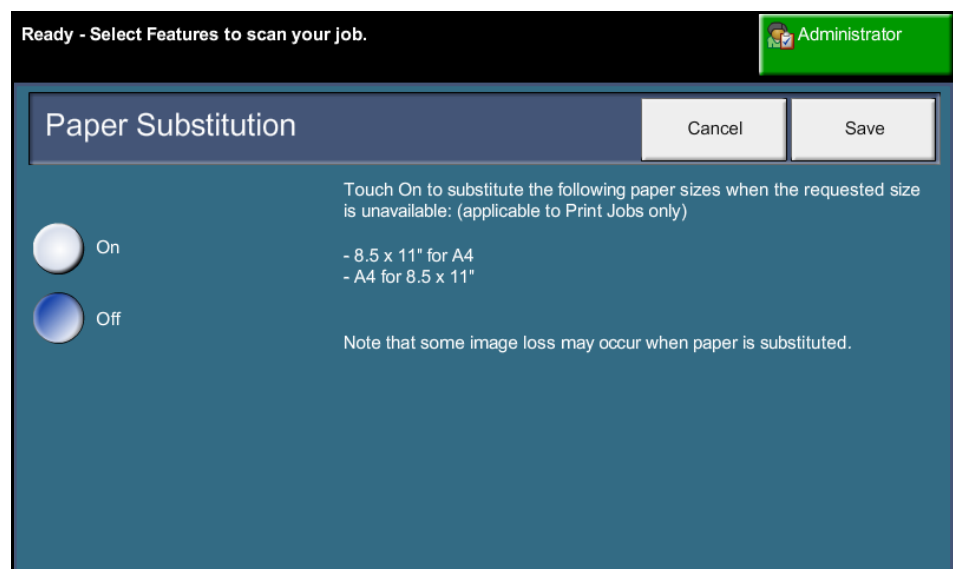 Ready - Select Features to scan your job.
Administrator
Paper Substitution
Cancel
Save
Touch On to substitute the following paper sizes when the requested size
is unavailable: (applicable to Print Jobs only)
On
- 8.5 x 11" for A4
- A4 for 8.5 x 11"
Off
Note that some image loss may occur when paper is substituted.